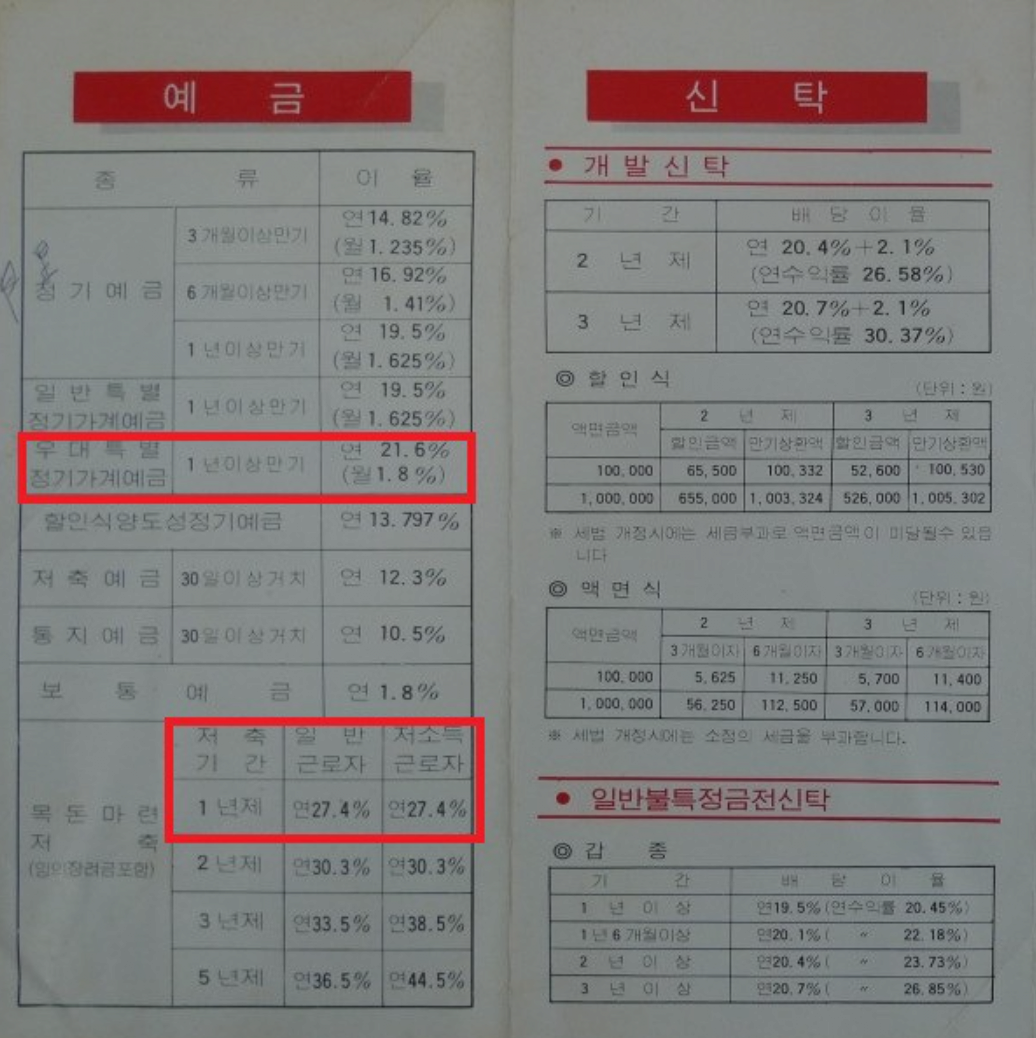 예 금
종 류 이 율
정 기 예 금 3개월이상만기 연14.82%
(월1.235%)
6개월이상만기 연16.92%
(월 1.41%)
1년이상만기 연 19.5%
(월1.625%)
일 반 특 별
정기가계예금 1년이상만기 연 19.5%
(월1.625%)
우 대 특 별
정기가계예금 1년이상만기 연 21.6%
(월1.8%)
할인식양도성정기예금 연13.797%
저 축 예 금 30일이상거치 연 12.3%
통 지 예 금 30일이상거치 연 10.5%
보 통 예 금 연1.8%
목 돈 마 련
저 축
(임의장려금포함)
저 축 일 반 저소득
기 간 근로자 근로자
1년제 연27.4% 연27.4%
2년제 연30.3% 연30.3%
3년제 연33.5% 연38.5%
5년제 연36.5% 연44.5%
신 탁
● 개발신탁
기 간 배 당 이 율
2 년 제 연 20.4%+2.1%
(연수익률 26.58%)
3 년 제 연 20.7%+2.1%
(연수익률 30.37%)
◎ 할 인 식
(단위 : 원)
액면금액 2 년 제 3 년 제
할인금액 만기상환액 할인금액 만기상환액
100,000 65,500 100,332 52,600 100,530
1,000,000 655,000 1,003,324 526,000 1,005,302
※ 세법 개정시에는 세금부과로 액면금액이 미달될수 있읍
니다
◎ 액 면 식
(단위 : 원)
액면금액 2 년 제 3 년 제
3개월이자 6개월이자 3개월이자 6개월이자
100,000 5,625 11,250 5,700 11,400
1,000,000 56,250 112,500 57,000 114,000
※ 세법 개정시에는 소정의 세금을 부과합니다.
● 일반불특정금전신탁
◎ 갑 종
기 간 배 당 이 율
1 년 이 상 연19.5%(연수익률 20.45%)
1년6개월이상 연20.1%( 〃 22.18%)
2 년 이 상 연20.4%( 〃 23.73%)
3 년 이 상 연20.7%( 〃 26.85%)